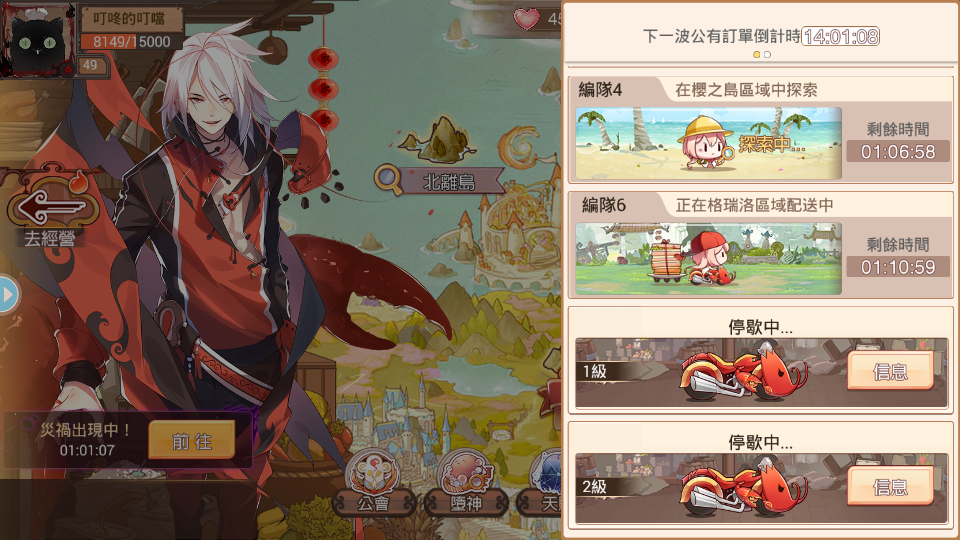 叮咚的叮噹
8149/15000
49
45
去經營
北離島
災禍出現中！
01:01:07
前往
公會
墮神
天
下一波公有訂單倒計時14:01:08
編隊4
在櫻之島區域中探索
探索中...
剩餘時間
01:06:58
編隊6
正在格瑞洛區域配送中
剩餘時間
01:10:59
停歇中...
1級
信息
停歇中...
2級
信息